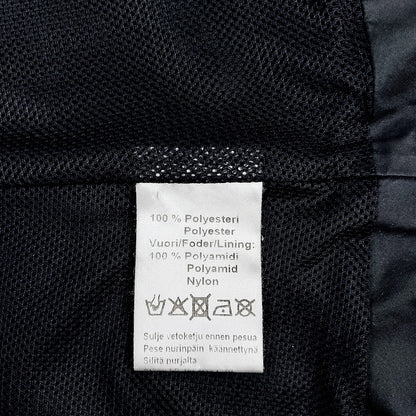 100 % Polyesteri
Polyester
Vuori/Foder/Lining:
100 % Polyamidi
Polyamid
Nylon
Sulje vetoketju ennen pesua
Pese nurinpäin käännettynä
Silitä nurjalta